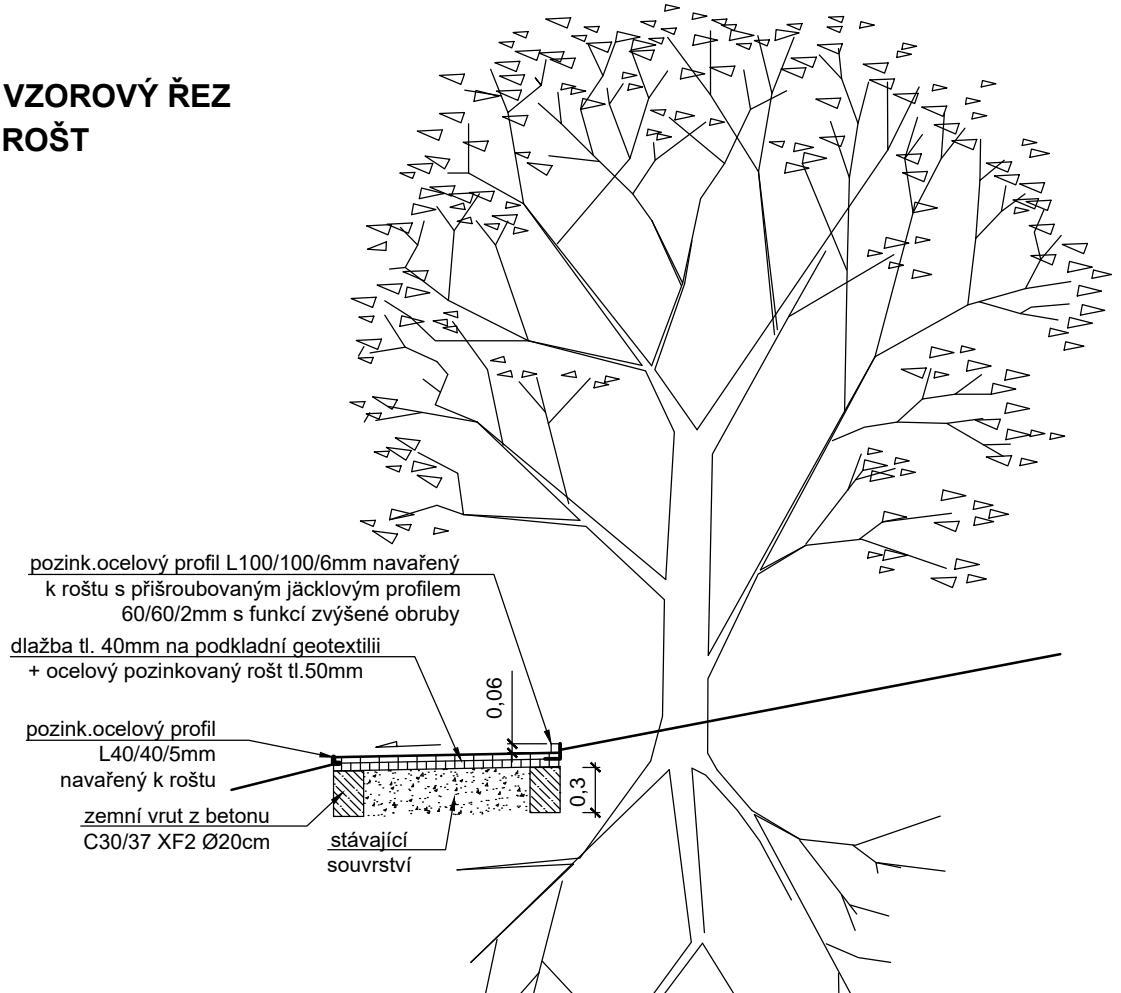 VZOROVÝ ŘEZ
ROŠT
pozink.ocelový profil L100/100/6mm navařený
k roštu s přišroubovaným jäcklovým profilem
60/60/2mm s funkcí zvýšené obruby
dlažba tl. 40mm na podkladní geotextilii
+ ocelový pozinkovaný rošt tl.50mm
0,06
pozink.ocelový profil
L40/40/5mm
navařený k roštu
0,3
zemní vrut z betonu
C30/37 XF2 Ø20cm
stávající
souvrství